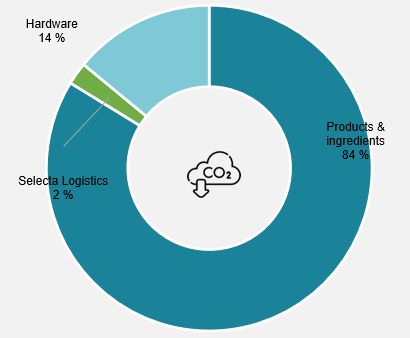 Hardware
14 %
Products &
ingredients
84 %
CO2
Selecta Logistics
2 %